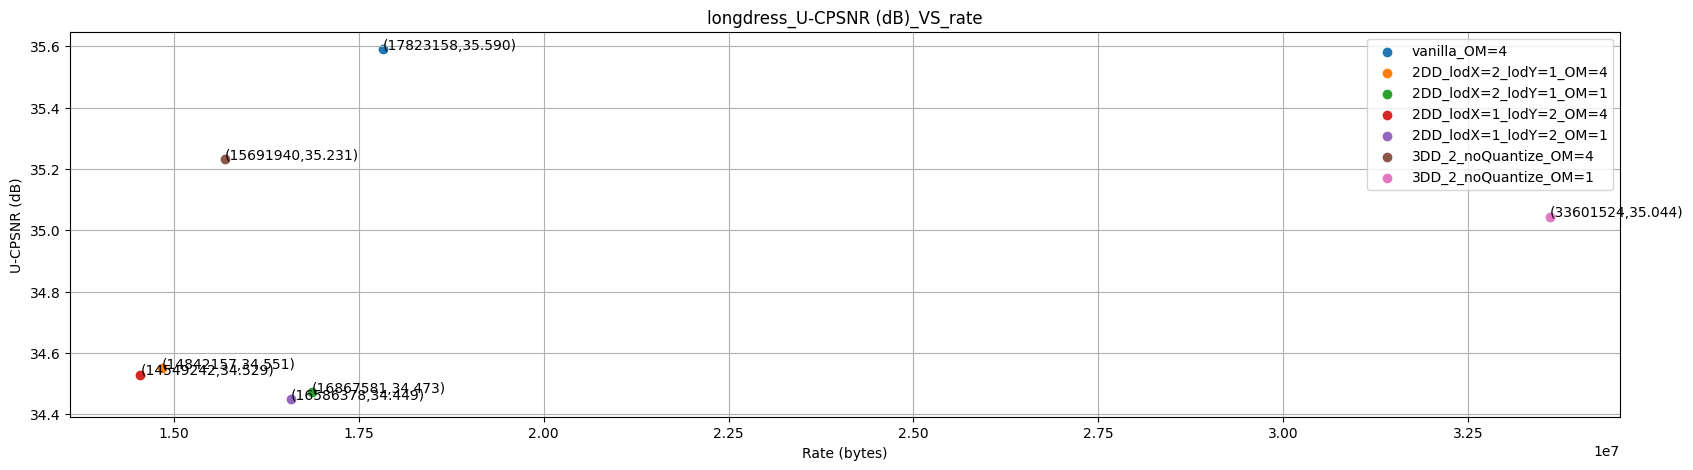 longdress_U-CPSNR (dB)_VS_rate
U-CPSNR (dB)
35.6
35.4
35.2
35.0
34.8
34.6
34.4
(17823158,35.590)
(15691940,35.231)
(33601524,35.044)
(14842157,34.551)
(14549242,34.529)
(16867581,34.473)
(16586378,34.449)
vanilla_OM=4
2DD_lodX=2_lodY=1_OM=4
2DD_lodX=2_lodY=1_OM=1
2DD_lodX=1_lodY=2_OM=4
2DD_lodX=1_lodY=2_OM=1
3DD_2_noQuantize_OM=4
3DD_2_noQuantize_OM=1
1.50 1.75 2.00 2.25 2.50 2.75 3.00 3.25
1e7
Rate (bytes)